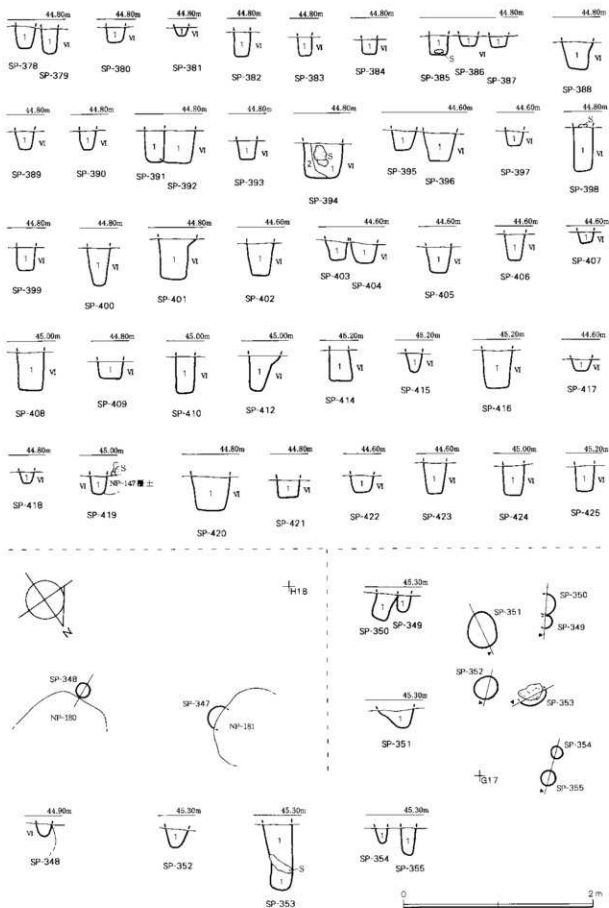 44.80m 44.80m 44.80m 44.80m 44.80m 44.80m 44.80m 44.80m
1 1 VI 1 VI 1 VI 1 VI 1 VI 1 VI 1 1 1 VI 1 VI
S
SP-378 SP-379 SP-380 SP-381 SP-382 SP-383 SP-384 SP-385 SP-386 SP-387 SP-388
44.80m 44.80m 44.80m 44.80m 44.80m 44.60m 44.60m 44.80m
1 VI 1 VI 1 1 VI 1 VI 2 S 1 VI 1 1 VI 1 VI S 1 VI
SP-389 SP-390 SP-391 SP-392 SP-393 SP-394 SP-395 SP-396 SP-397 SP-398
44.80m 44.80m 44.80m 44.60m 44.60m 44.60m 44.60m 44.60m
1 VI 1 VI 1 VI 1 VI 1 1 VI 1 VI 1 VI 1 VI
SP-399 SP-400 SP-401 SP-402 SP-403 SP-404 SP-405 SP-406 SP-407
45.00m 44.80m 45.00m 45.00m 45.20m 45.20m 45.20m 44.60m
1 VI 1 VI 1 VI 1 VI 1 VI 1 VI 1 VI 1 VI
SP-408 SP-409 SP-410 SP-412 SP-414 SP-415 SP-416 SP-417
44.80m 45.00m 44.80m 44.80m 44.60m 44.60m 45.00m 45.20m
1 VI VI 1 S NP-147覆土 1 VI 1 VI 1 VI 1 VI 1 VI 1 VI
SP-418 SP-419 SP-420 SP-421 SP-422 SP-423 SP-424 SP-425
N
H18
SP-348
NP-180
SP-347
NP-181
45.30m
1 1
SP-350 SP-349
SP-351
SP-350
SP-349
SP-352
SP-353
45.30m
1
SP-351
SP-354
G17
SP-355
44.90m 45.30m 45.30m 45.30m
VI 1 1 1 S 1 1 1
SP-348 SP-352 SP-353 SP-354 SP-355
0 2 m